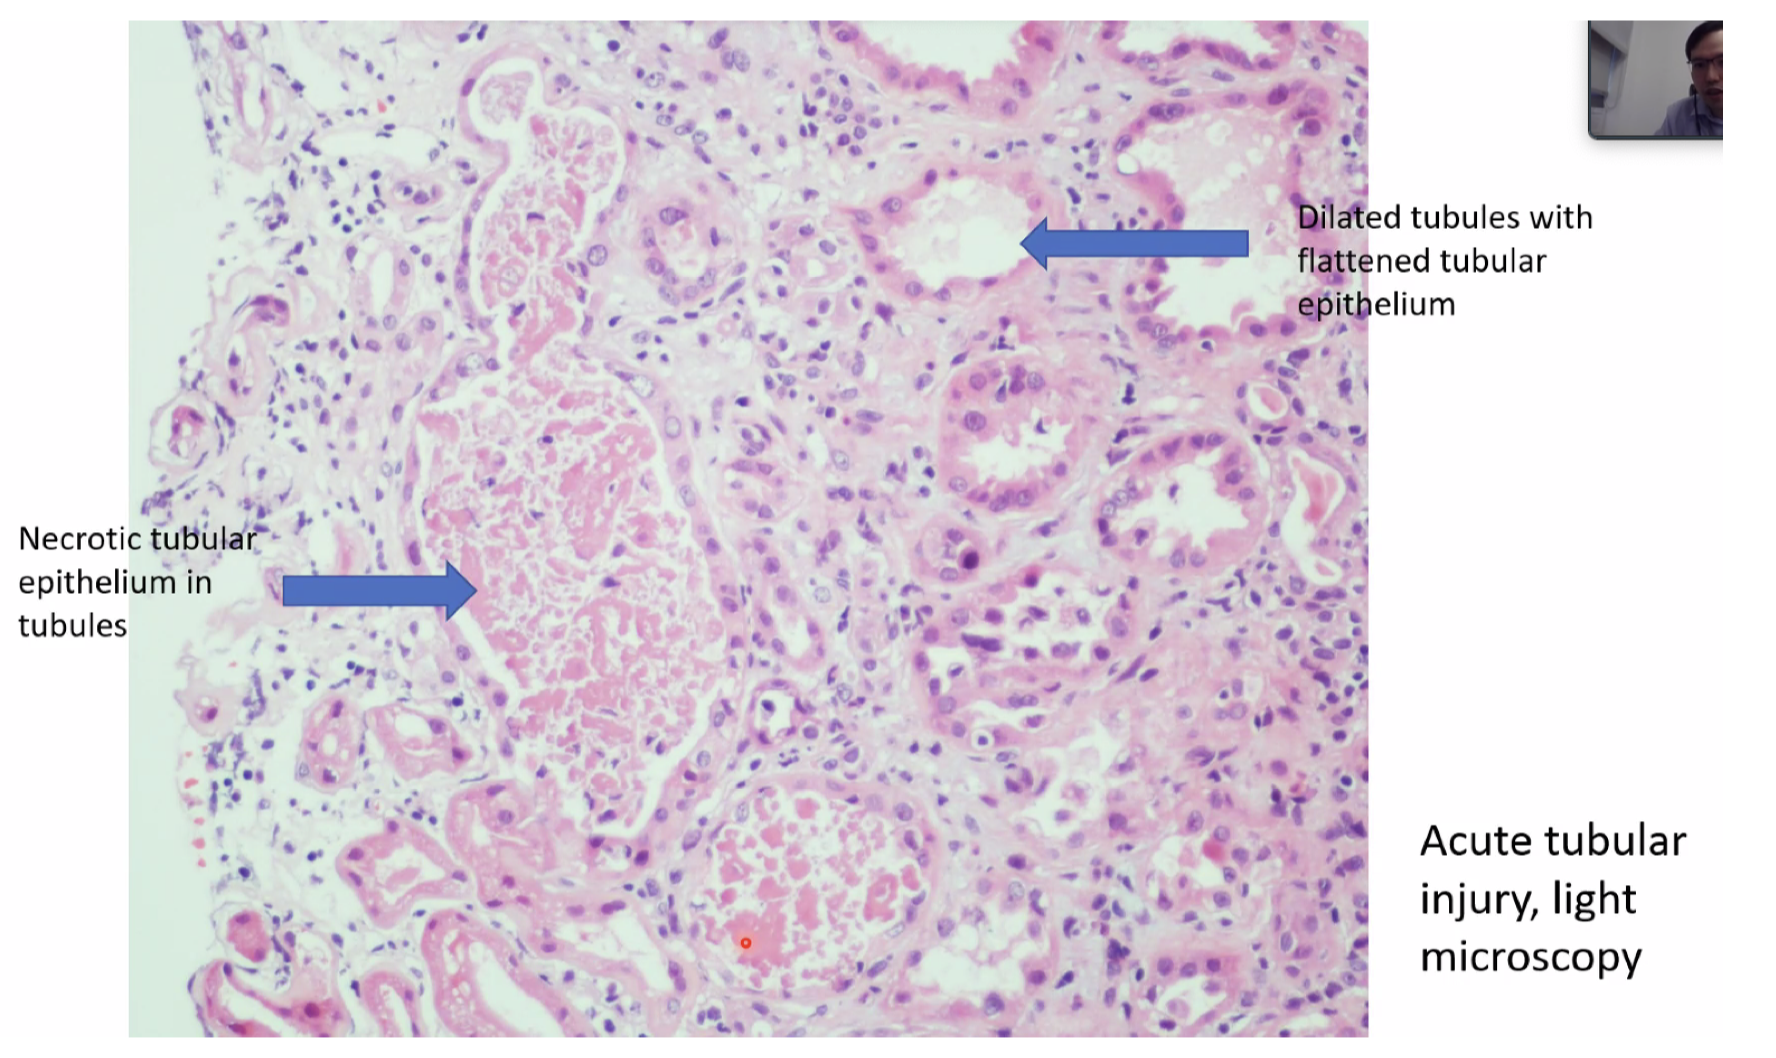 Dilated tubules with
flattened tubular
epithelium
Necrotic tubular
epithelium in
tubules
Acute tubular
injury, light
microscopy